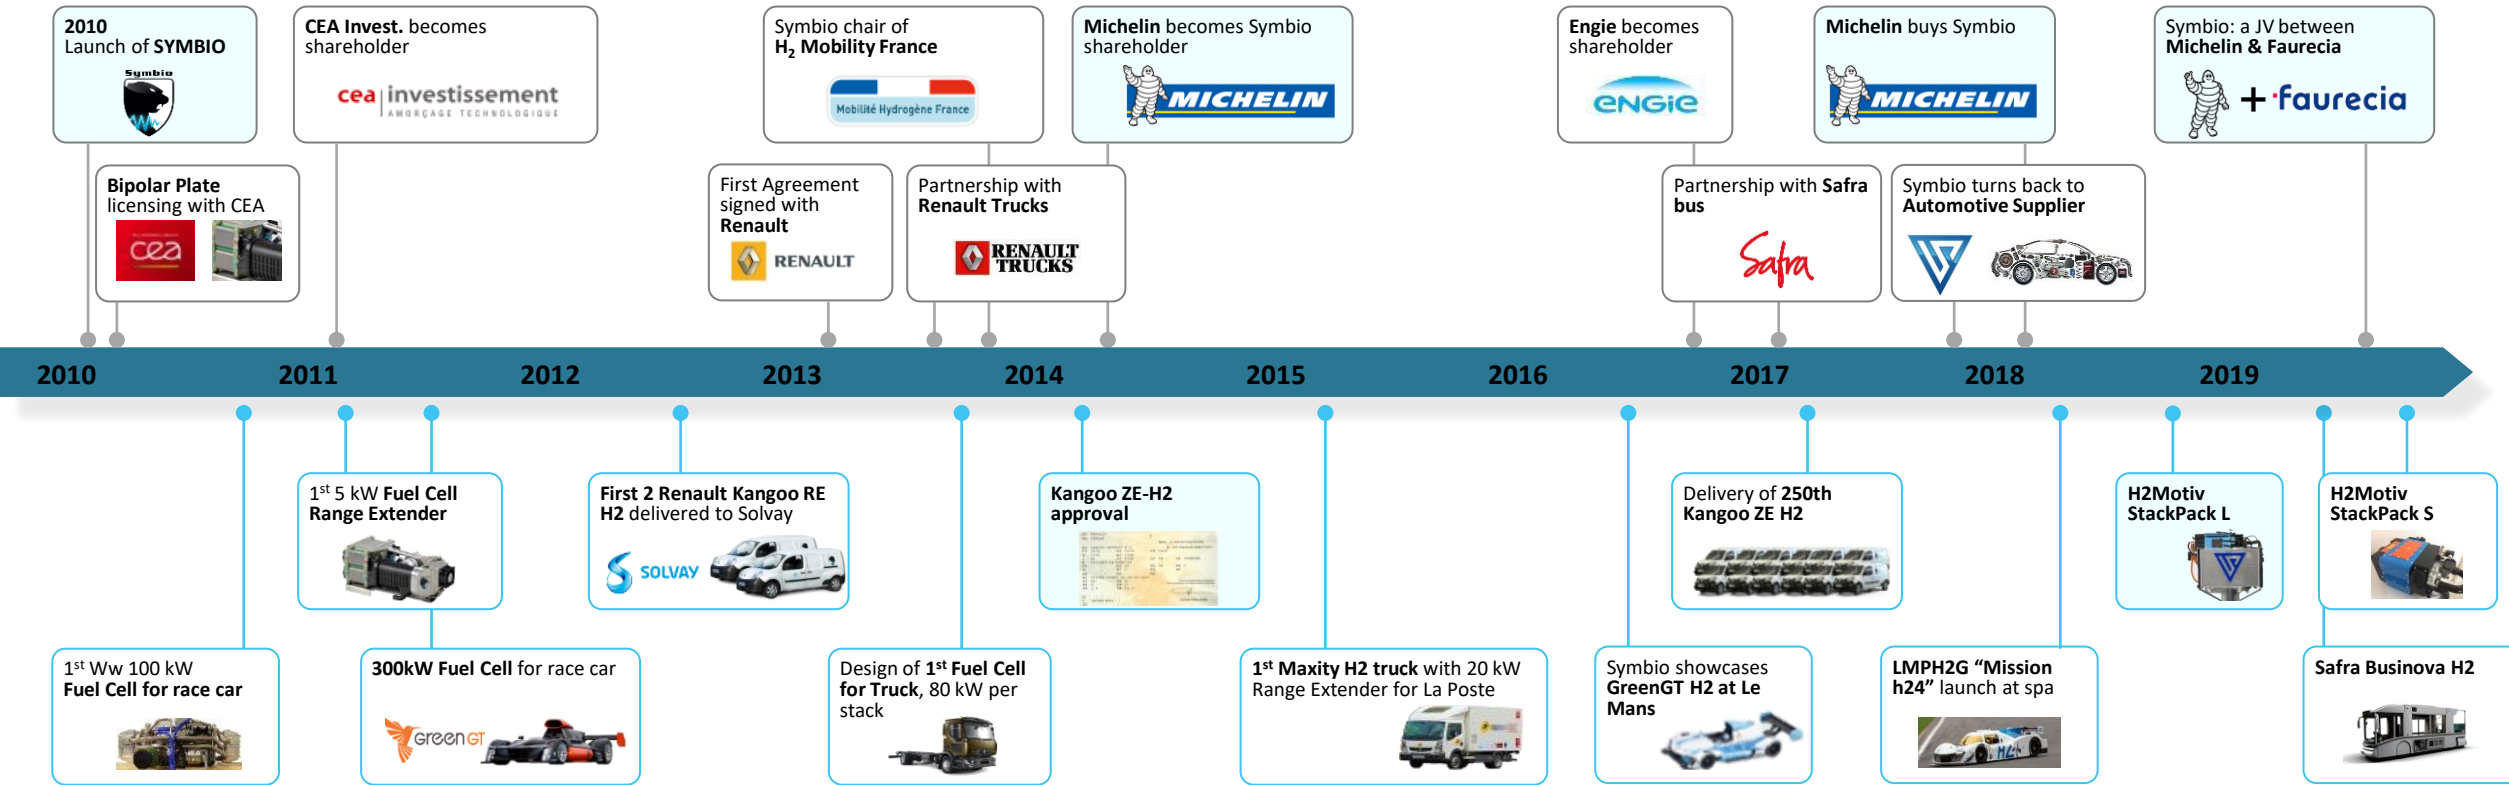 2010
Launch of SYMBIO
Symbio
CEA Invest. becomes
shareholder
cea investissement
AMORÇAGE TECHNOLOGIQUE
Symbio chair of
H2 Mobility France
Mobilité Hydrogène France
Michelin becomes Symbio
shareholder
MICHELIN
Engie becomes
shareholder
ENGIE
Michelin buys Symbio
MICHELIN
Symbio: a JV between
Michelin & Faurecia
+ faurecia
Bipolar Plate
licensing with CEA
cea
First Agreement
signed with
Renault
RENAULT
Partnership with
Renault Trucks
RENAULT
TRUCKS
Partnership with Safra
bus
Safra
Symbio turns back to
Automotive Supplier
2010 2011 2012 2013 2014 2015 2016 2017 2018 2019
1st 5 kW Fuel Cell
Range Extender
First 2 Renault Kangoo RE
H2 delivered to Solvay
SOLVAY
Kangoo ZE-H2
approval
Delivery of 250th
Kangoo ZE H2
H2Motiv
StackPack L
H2Motiv
StackPack S
1st Ww 100 kW
Fuel Cell for race car
300kW Fuel Cell for race car
GreenGT
Design of 1st Fuel Cell
for Truck, 80 kW per
stack
1st Maxity H2 truck with 20 kW
Range Extender for La Poste
Symbio showcases
GreenGT H2 at Le
Mans
LMPH2G “Mission
h24” launch at spa
H24
Safra Businova H2